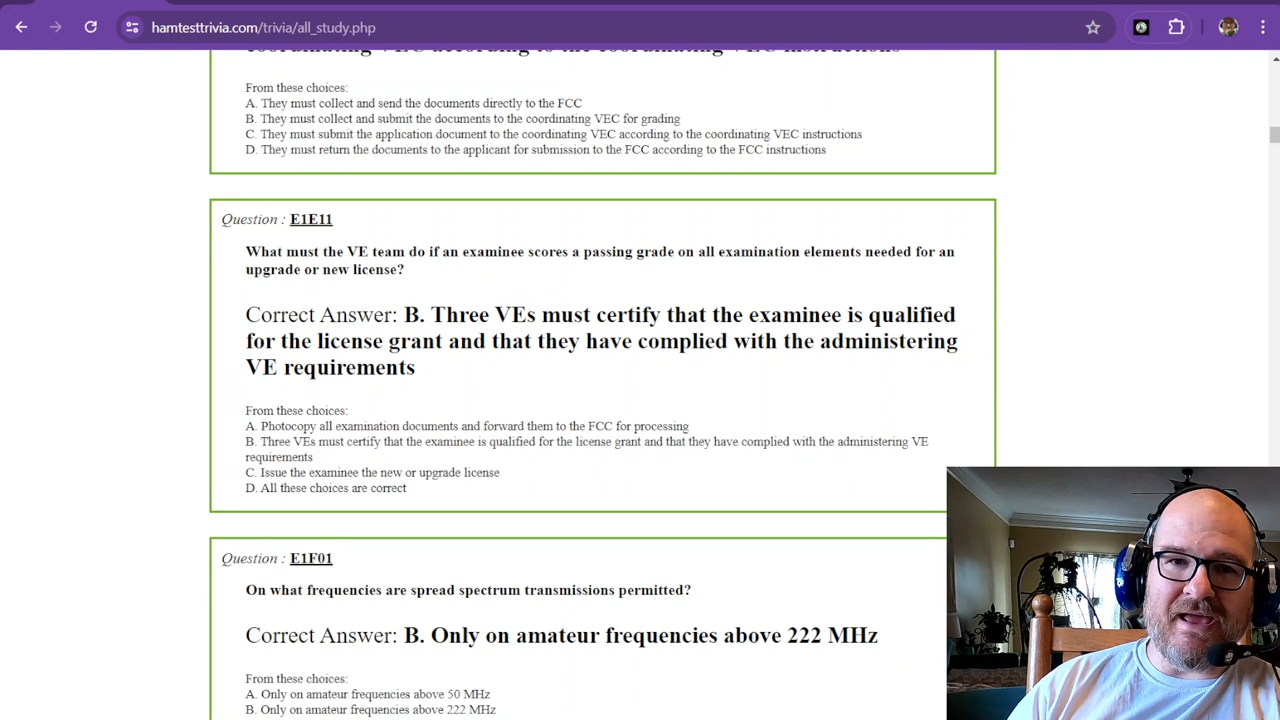 hamtesttrivia.com/trivia/all_study.php
coordinating VEC according to the coordinating VEC instructions
From these choices:
A. They must collect and send the documents directly to the FCC
B. They must collect and submit the documents to the coordinating VEC for grading
C. They must submit the application document to the coordinating VEC according to the coordinating VEC instructions
D. They must return the documents to the applicant for submission to the FCC according to the FCC instructions
Question : E1E11
What must the VE team do if an examinee scores a passing grade on all examination elements needed for an
upgrade or new license?
Correct Answer: B. Three VEs must certify that the examinee is qualified
for the license grant and that they have complied with the administering
VE requirements
From these choices:
A. Photocopy all examination documents and forward them to the FCC for processing
B. Three VEs must certify that the examinee is qualified for the license grant and that they have complied with the administering VE
requirements
C. Issue the examinee the new or upgrade license
D. All these choices are correct
Question : E1F01
On what frequencies are spread spectrum transmissions permitted?
Correct Answer: B. Only on amateur frequencies above 222 MHz
From these choices:
A. Only on amateur frequencies above 50 MHz
B. Only on amateur frequencies above 222 MHz